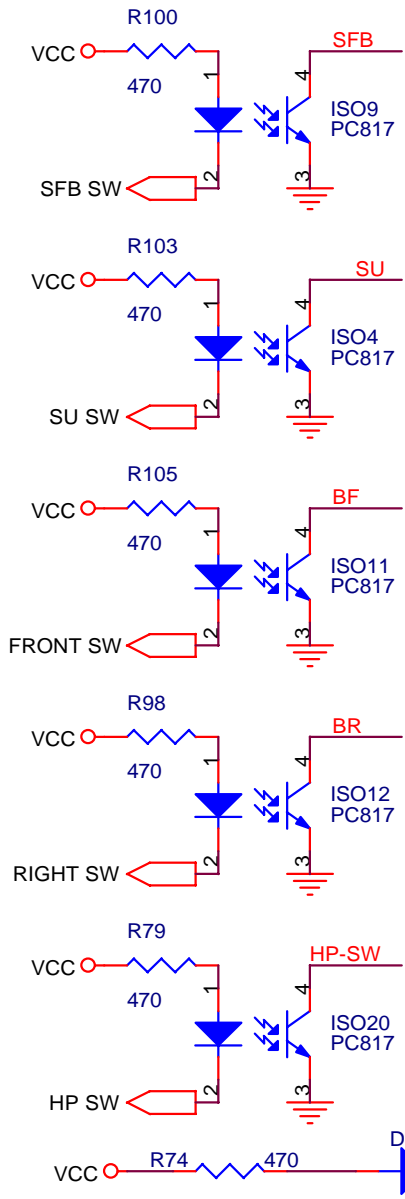 R100
SFB
VCC
470
1
4
ISO9
PC817
2
3
SFB SW
R103
SU
VCC
470
1
4
ISO4
PC817
2
3
SU SW
R105
BF
VCC
470
1
4
ISO11
PC817
2
3
FRONT SW
R98
BR
VCC
470
1
4
ISO12
PC817
2
3
RIGHT SW
R79
HP-SW
VCC
470
1
4
ISO20
PC817
2
3
HP SW
D
VCC R74 470